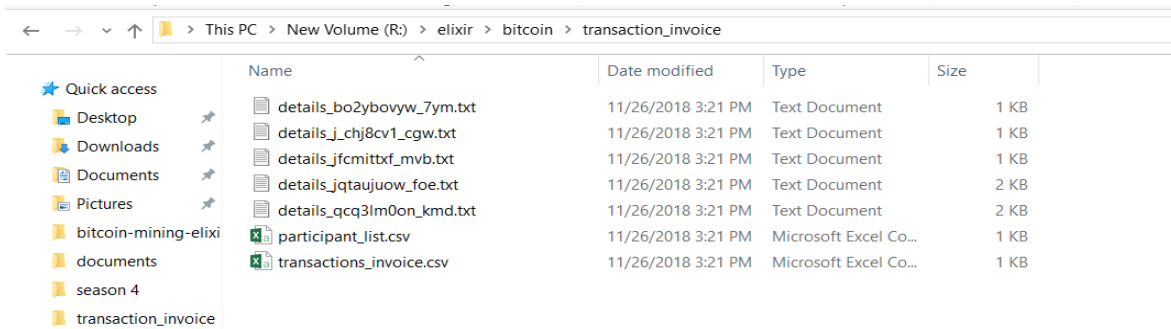 This PC > New Volume (R:) > elixir > bitcoin > transaction_invoice
Quick access
Desktop
Downloads
Documents
Pictures
bitcoin-mining-elixi
documents
season 4
transaction_invoice
Name Date modified Type Size
details_bo2ybovyw_7ym.txt 11/26/2018 3:21 PM Text Document 1 KB
details_j_chj8cv1_cgw.txt 11/26/2018 3:21 PM Text Document 1 KB
details_jfcmittxf_mvb.txt 11/26/2018 3:21 PM Text Document 1 KB
details_jqtaujuow_foe.txt 11/26/2018 3:21 PM Text Document 2 KB
details_qcq3lm0on_kmd.txt 11/26/2018 3:21 PM Text Document 2 KB
participant_list.csv 11/26/2018 3:21 PM Microsoft Excel Co... 1 KB
transactions_invoice.csv 11/26/2018 3:21 PM Microsoft Excel Co... 1 KB